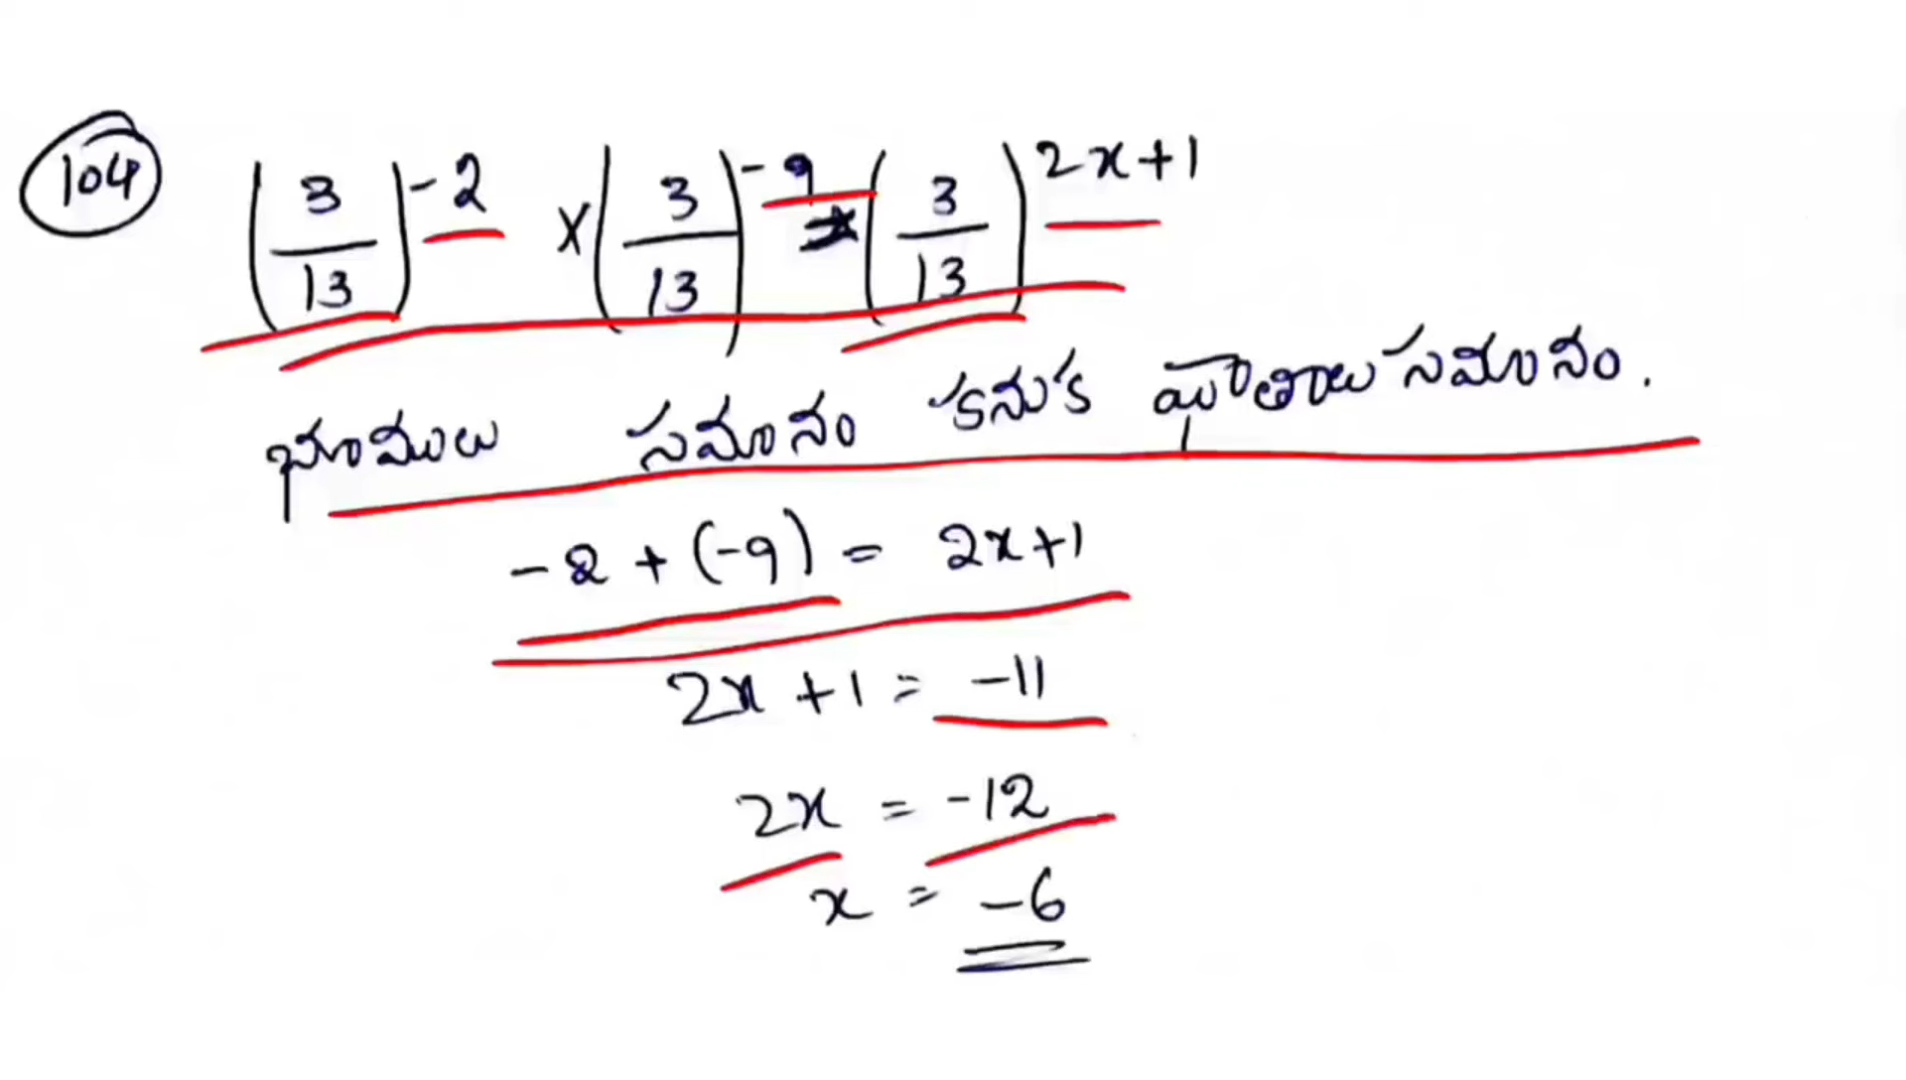 104 (3/13)^-2 × (3/13)^-9 = (3/13)^2x+1
భూములు సమానం కనుక ఘాతాలు సమానం.
-2 + (-9) = 2x+1
2x + 1 = -11
2x = -12
x = -6